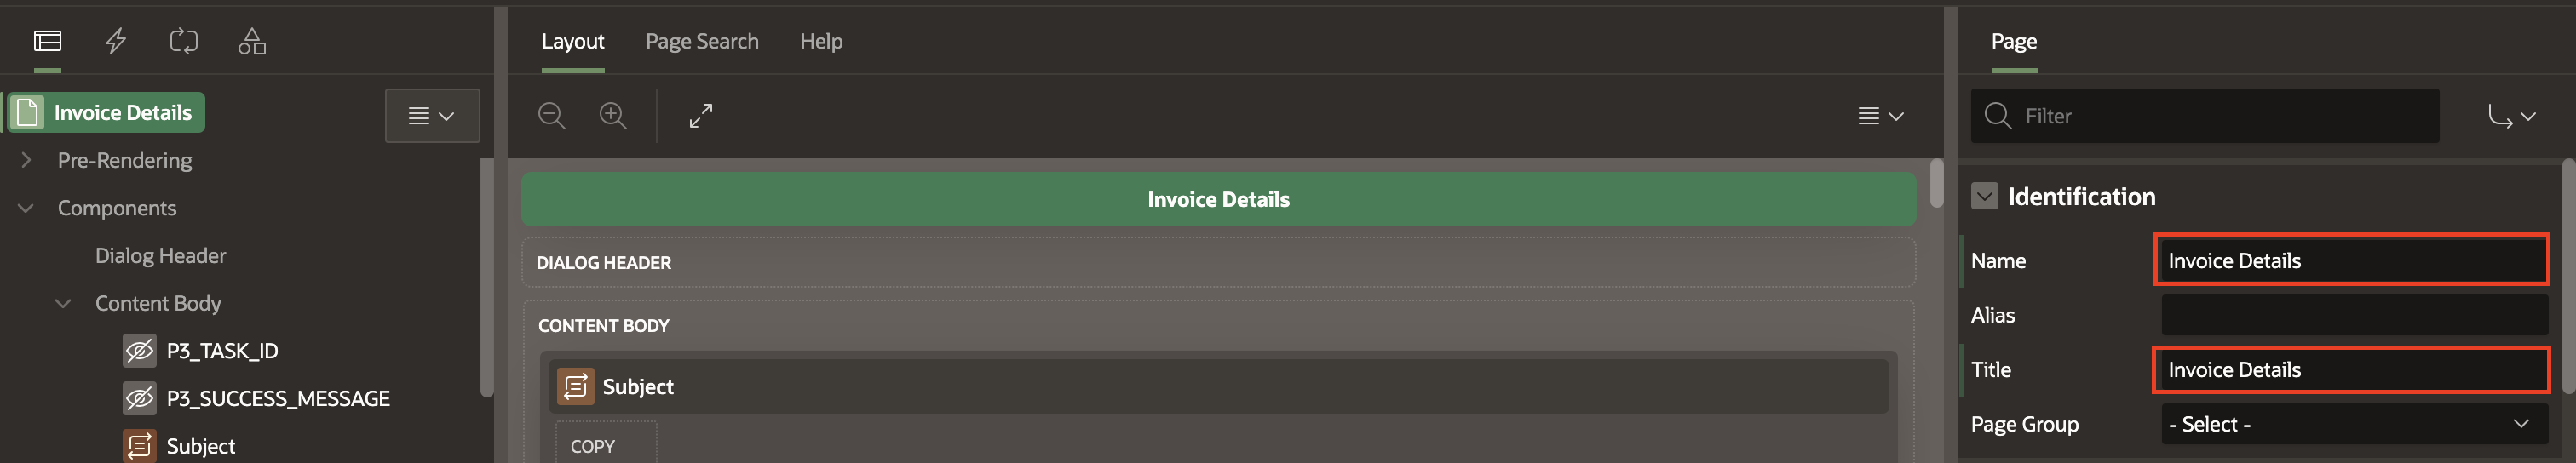 Invoice Details
Pre-Rendering
Components
Dialog Header
Content Body
P3_TASK_ID
P3_SUCCESS_MESSAGE
Subject
Layout Page Search Help
Invoice Details
DIALOG HEADER
CONTENT BODY
Subject
COPY
Page
Filter
Identification
Name Invoice Details
Alias
Title Invoice Details
Page Group - Select -